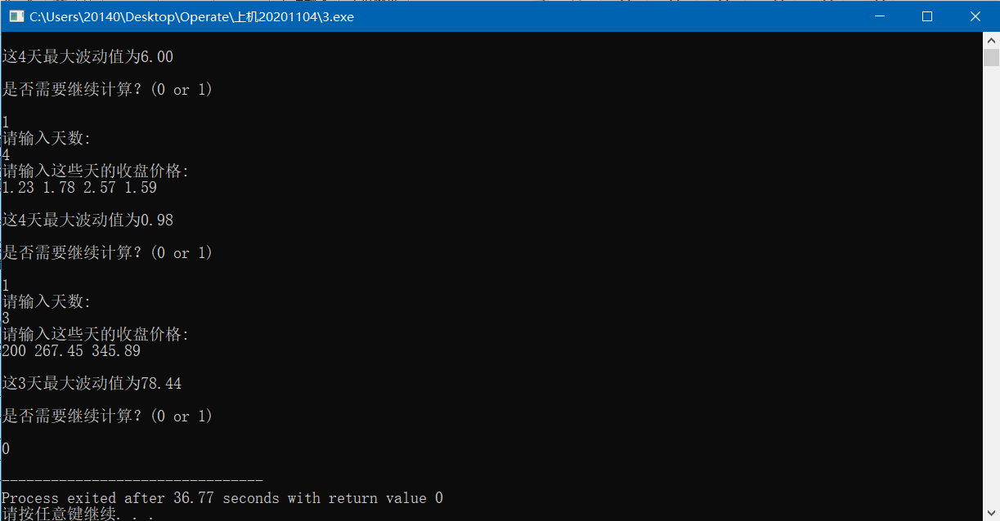 C:\Users\20140\Desktop\Operate\上机20201104\3.exe
这4天最大波动值为6.00
是否需要继续计算? (0 or 1)
1
请输入天数:
4
请输入这些天的收盘价格:
1.23 1.78 2.57 1.59
这4天最大波动值为0.98
是否需要继续计算? (0 or 1)
1
请输入天数:
3
请输入这些天的收盘价格:
200 267.45 345.89
这3天最大波动值为78.44
是否需要继续计算? (0 or 1)
0
--------------------------------
Process exited after 36.77 seconds with return value 0
请按任意键继续. . .